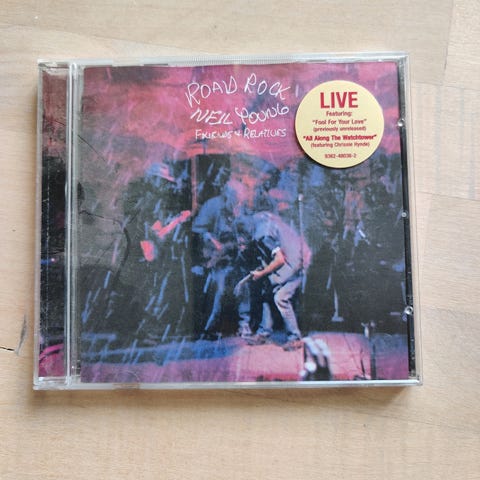 ROAD ROCK
NEIL YOUNG
FRIENDS & RELATIVES
LIVE
Featuring:
"Fool For Your Love"
(previously unreleased)
"All Along The Watchtower"
(featuring Chrissie Hynde)
9362-48036-2